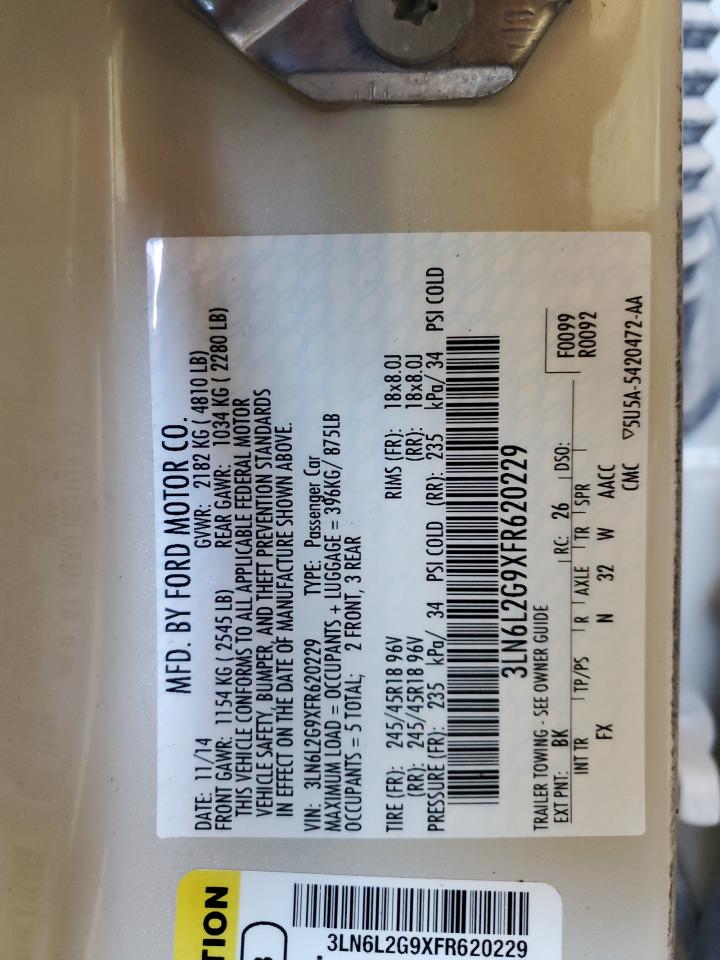 MFD. BY FORD MOTOR CO.
DATE: 11/14 GVWR: 2182 KG ( 4810 LB)
FRONT GAWR: 1154 KG ( 2545 LB) REAR GAWR: 1034 KG ( 2280 LB)
THIS VEHICLE CONFORMS TO ALL APPLICABLE FEDERAL MOTOR
VEHICLE SAFETY, BUMPER, AND THEFT PREVENTION STANDARDS
IN EFFECT ON THE DATE OF MANUFACTURE SHOWN ABOVE.
VIN: 3LN6L2G9XFR620229 TYPE: Passenger Car
MAXIMUM LOAD = OCCUPANTS + LUGGAGE = 396KG/ 875LB
OCCUPANTS = 5 TOTAL; 2 FRONT, 3 REAR
TIRE (FR): 245/45R18 96V RIMS (FR): 18x8.0J
(RR): 245/45R18 96V (RR): 18x8.0J
PRESSURE (FR): 235 kPa/ 34 PSI COLD (RR): 235 kPa/ 34 PSI COLD
3LN6L2G9XFR620229
TRAILER TOWING - SEE OWNER GUIDE
EXT PNT: BK RC: 26 DSO: F0099
INT TR TP/PS R AXLE TR SPR R0092
FX N 32 W AACC
CMC ▽5U5A-5420472-AA
TION
3LN6L2G9XFR620229